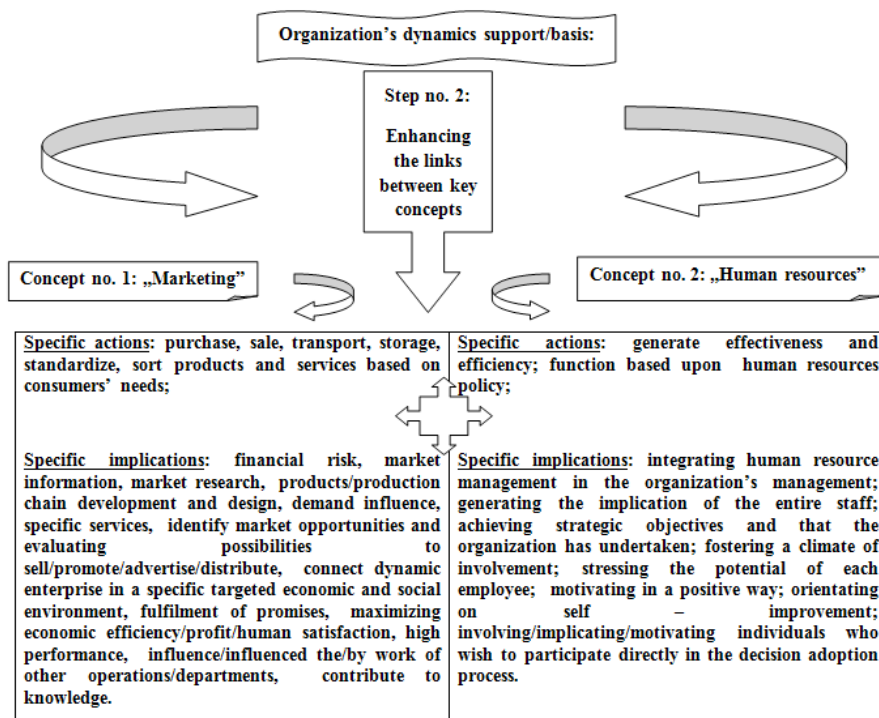 Organization's dynamics support/basis:
Step no. 2:
Enhancing
the links
between key
concepts
Concept no. 1: „Marketing”
Concept no. 2: „Human resources”
Specific actions: purchase, sale, transport, storage,
standardize, sort products and services based on
consumers' needs;
Specific implications: financial risk, market
information, market research, products/production
chain development and design, demand influence,
specific services, identify market opportunities and
evaluating possibilities to
sell/promote/advertise/distribute, connect dynamic
enterprise in a specific targeted economic and social
environment, fulfilment of promises, maximizing
economic efficiency/profit/human satisfaction, high
performance, influence/influenced the/by work of
other operations/departments, contribute to
knowledge.
Specific actions: generate effectiveness and
efficiency; function based upon human resources
policy;
Specific implications: integrating human resource
management in the organization's management;
generating the implication of the entire staff;
achieving strategic objectives and that the
organization has undertaken; fostering a climate of
involvement; stressing the potential of each
employee; motivating in a positive way; orientating
on self – improvement;
involving/implicating/motivating individuals who
wish to participate directly in the decision adoption
process.